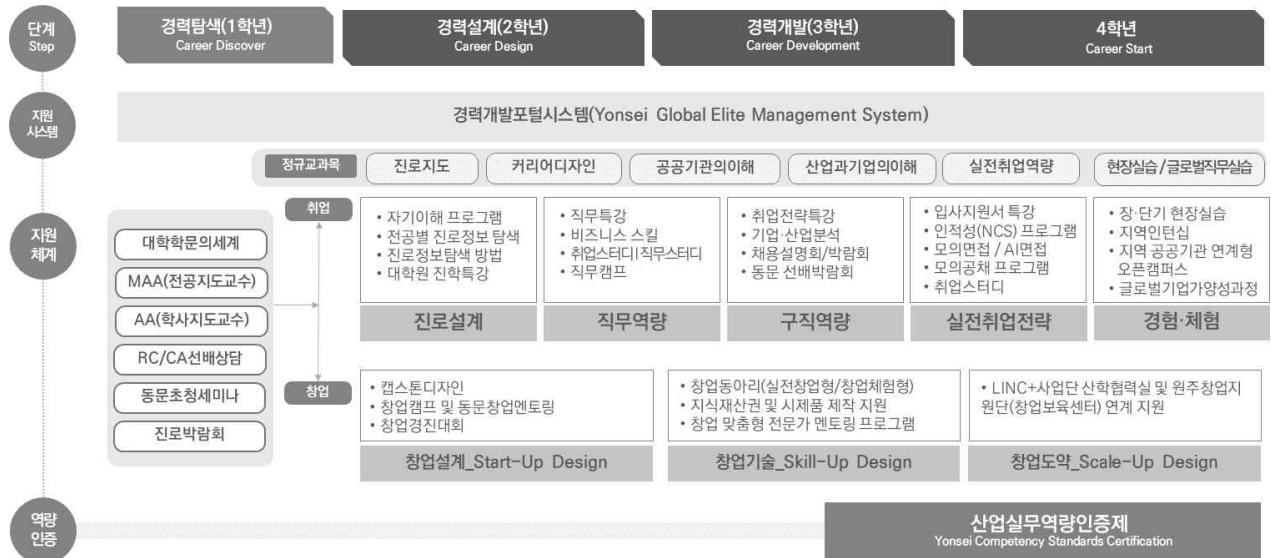 단계
Step
경력탐색(1학년)
Career Discover
경력설계(2학년)
Career Design
경력개발(3학년)
Career Development
4학년
Career Start
지원
시스템
경력개발포털시스템(Yonsei Global Elite Management System)
정규교과목
진로지도
커리어디자인
공공기관의이해
산업과기업의이해
실전취업역량
현장실습 / 글로벌직무실습
지원
체계
대학학문의세계
MAA(전공지도교수)
AA(학사지도교수)
RC/CA선배상담
동문초청세미나
진로박람회
취업
• 자기이해 프로그램
• 전공별 진로정보 탐색
• 진로정보탐색 방법
• 대학원 진학특강
진로설계
• 직무특강
• 비즈니스 스킬
• 취업스터디|직무스터디
• 직무캠프
직무역량
• 취업전략특강
• 기업·산업분석
• 채용설명회/박람회
• 동문 선배박람회
구직역량
• 입사지원서 특강
• 인적성(NCS) 프로그램
• 모의면접 / AI면접
• 모의공채 프로그램
• 취업스터디
실전취업전략
• 장·단기 현장실습
• 지역인턴십
• 지역 공공기관 연계형
오픈캠퍼스
• 글로벌기업가양성과정
경험·체험
창업
• 캡스톤디자인
• 창업캠프 및 동문창업멘토링
• 창업경진대회
창업설계_Start-Up Design
• 창업동아리(실전창업형/창업체험형)
• 지식재산권 및 시제품 제작 지원
• 창업 맞춤형 전문가 멘토링 프로그램
창업기술_Skill-Up Design
• LINC+사업단 산학협력실 및 원주창업지
원단(창업보육센터) 연계 지원
창업도약_Scale-Up Design
역량
인증
산업실무역량인증제
Yonsei Competency Standards Certification